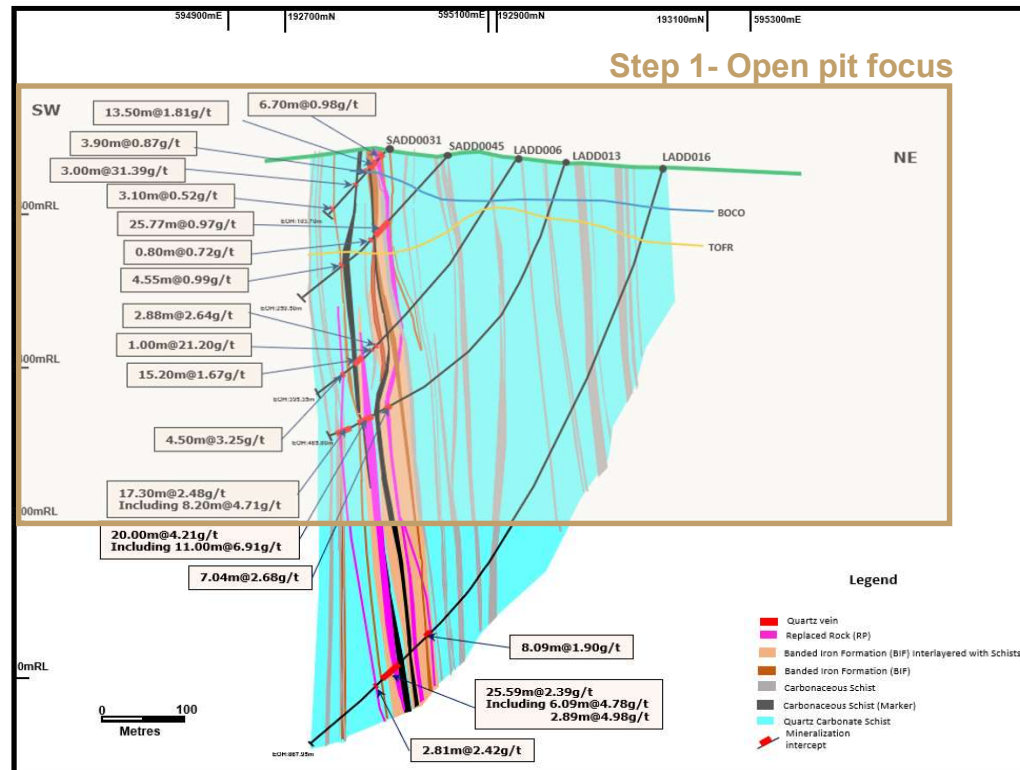 594900mE
192700mN
595100mE
192900mN
193100mN
595300mE
Step 1- Open pit focus
SW
NE
13.50m@1.81g/t
6.70m@0.98g/t
3.90m@0.87g/t
3.00m@31.39g/t
3.10m@0.52g/t
25.77m@0.97g/t
0.80m@0.72g/t
4.55m@0.99g/t
2.88m@2.64g/t
1.00m@21.20g/t
15.20m@1.67g/t
4.50m@3.25g/t
17.30m@2.48g/t
Including 8.20m@4.71g/t
20.00m@4.21g/t
Including 11.00m@6.91g/t
7.04m@2.68g/t
SADD0031
SADD0045
LADD006
LADD013
LADD016
BOCO
TOFR
00mRL
00mRL
00mRL
0mRL
8.09m@1.90g/t
25.59m@2.39g/t
Including 6.09m@4.78g/t
2.89m@4.98g/t
2.81m@2.42g/t
0
100
Metres
Legend
Quartz vein
Replaced Rock (RP)
Banded Iron Formation (BIF) Interlayered with Schists
Banded Iron Formation (BIF)
Carbonaceous Schist
Carbonaceous Schist (Marker)
Quartz Carbonate Schist
Mineralization
intercept